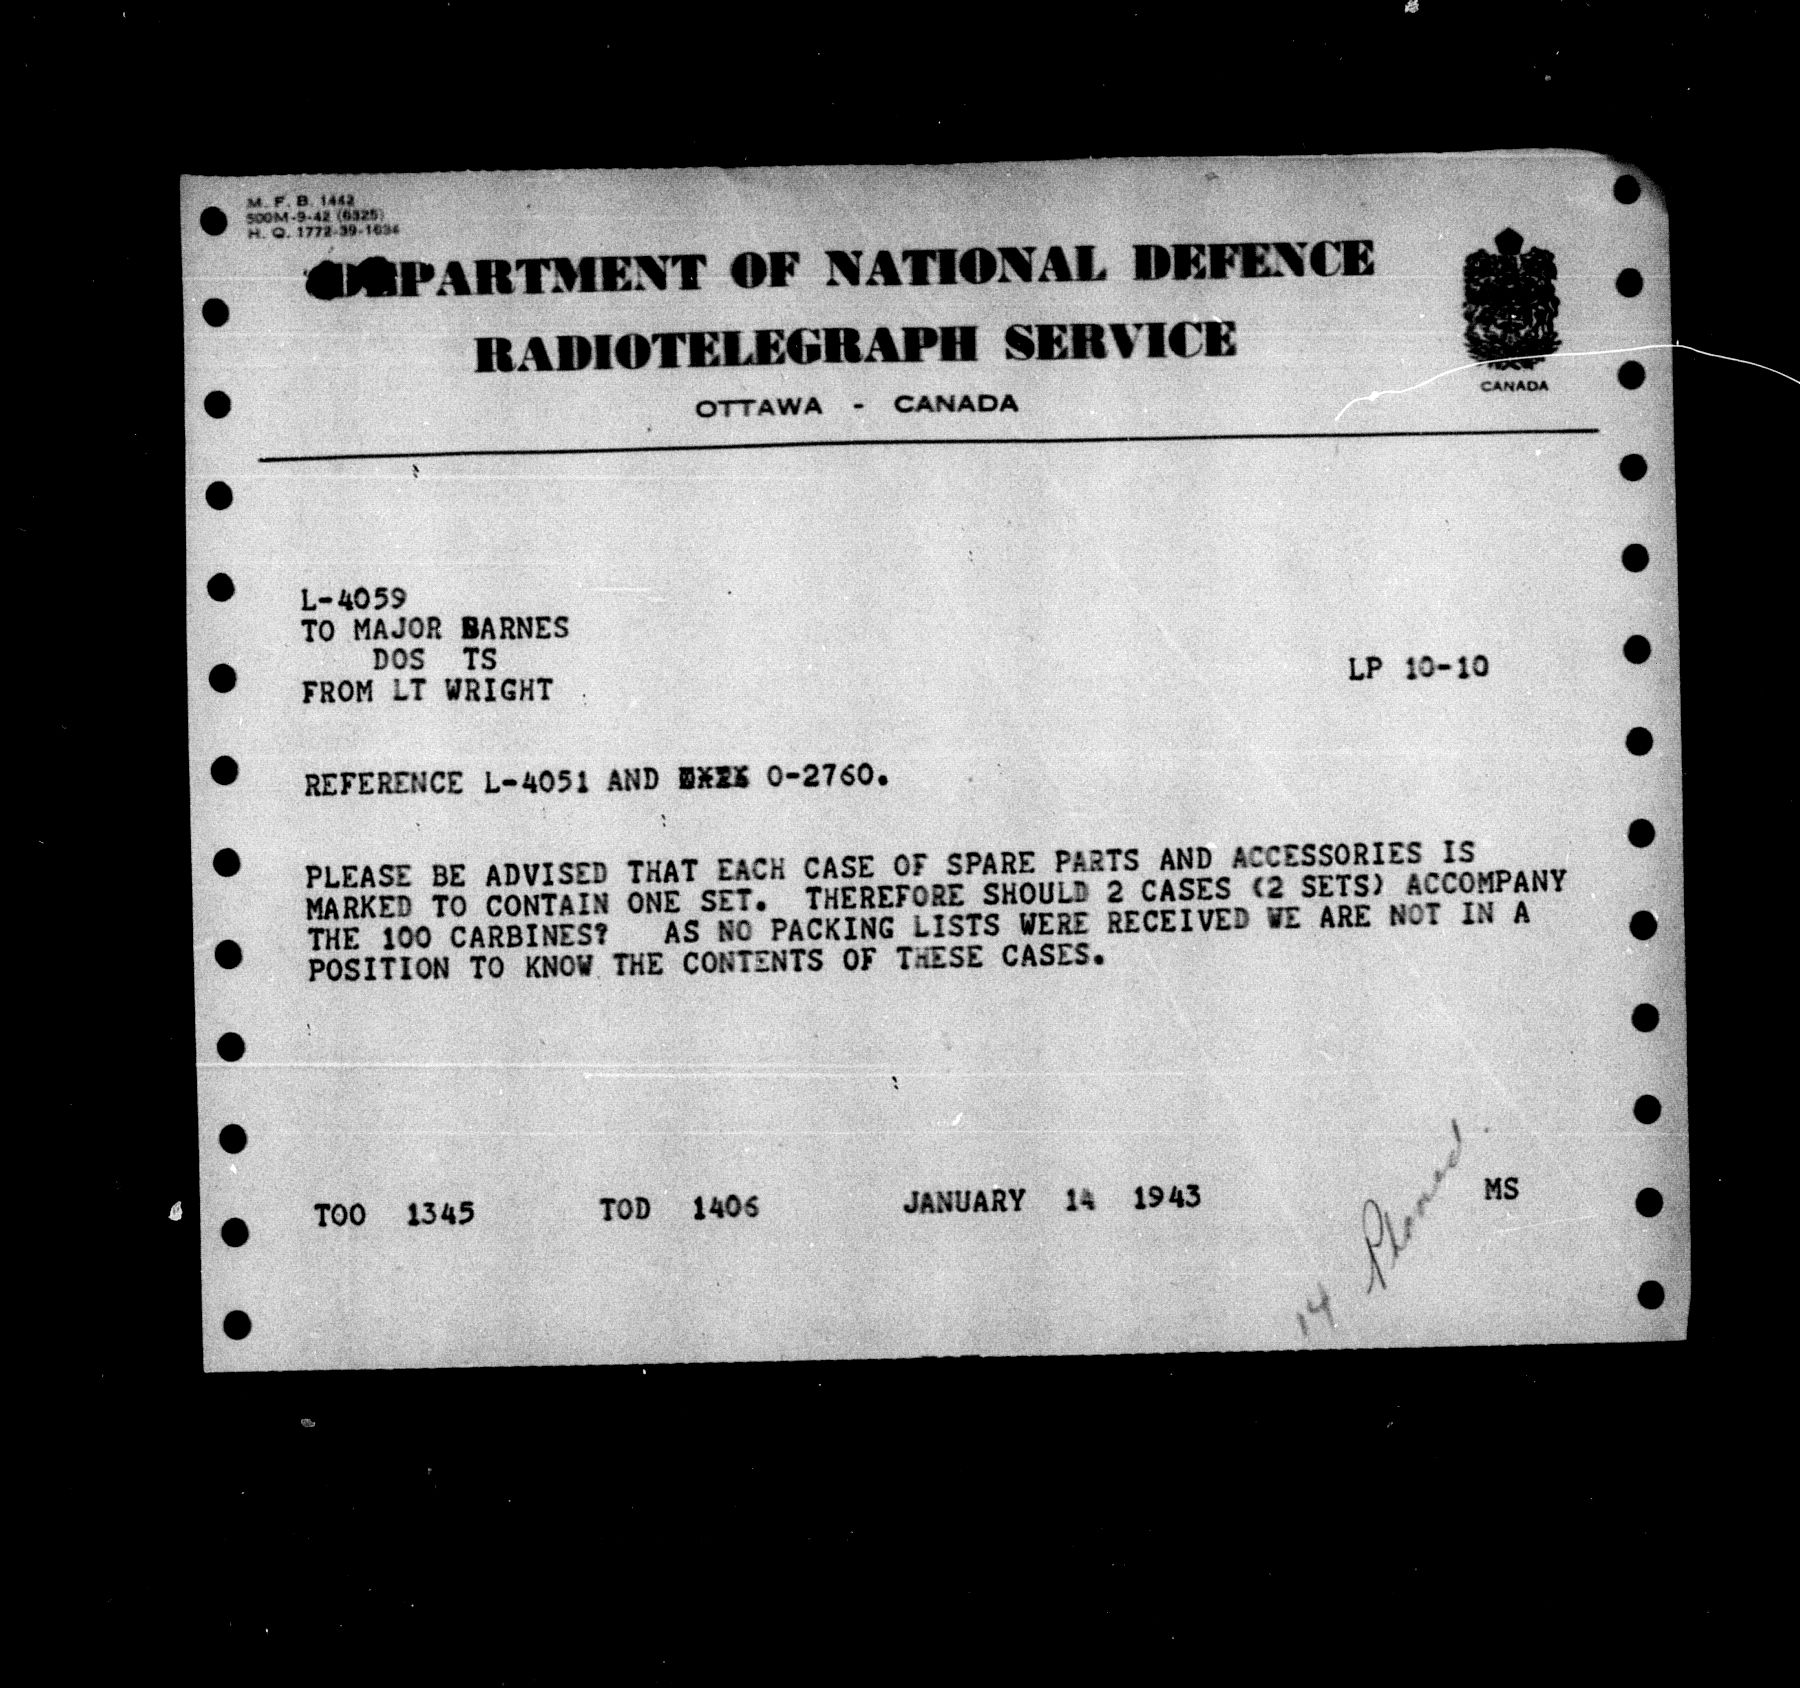 M. F. B. 1442
500M-9-42 (6325)
H. Q. 1772-39-1634
DEPARTMENT OF NATIONAL DEFENCE
RADIOTELEGRAPH SERVICE
OTTAWA - CANADA
CANADA
L-4059
TO MAJOR BARNES
DOS TS
FROM LT WRIGHT
LP 10-10
REFERENCE L-4051 AND O-2760.
PLEASE BE ADVISED THAT EACH CASE OF SPARE PARTS AND ACCESSORIES IS
MARKED TO CONTAIN ONE SET. THEREFORE SHOULD 2 CASES (2 SETS) ACCOMPANY
THE 100 CARBINES? AS NO PACKING LISTS WERE RECEIVED WE ARE NOT IN A
POSITION TO KNOW THE CONTENTS OF THESE CASES.
TOO 1345 TOD 1406 JANUARY 14 1943 MS
14 Phoned.